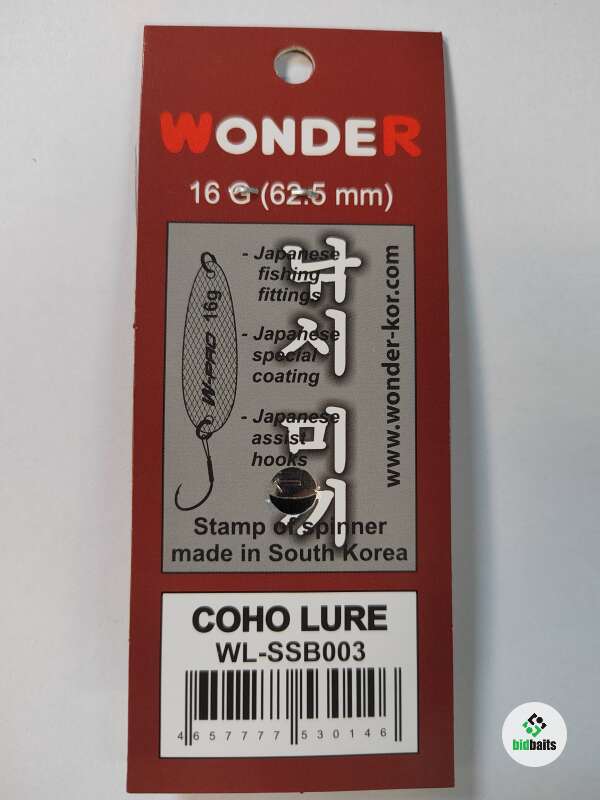 WONDER
16 G (62.5 mm)
- Japanese
fishing
fittings
- Japanese
special
coating
- Japanese
assist
hooks
낚시 미끼
W-PRO 16g
www.wonder-kor.com
Stamp of spinner
made in South Korea
COHO LURE
WL-SSB003
4 657777 530146
bidbaits